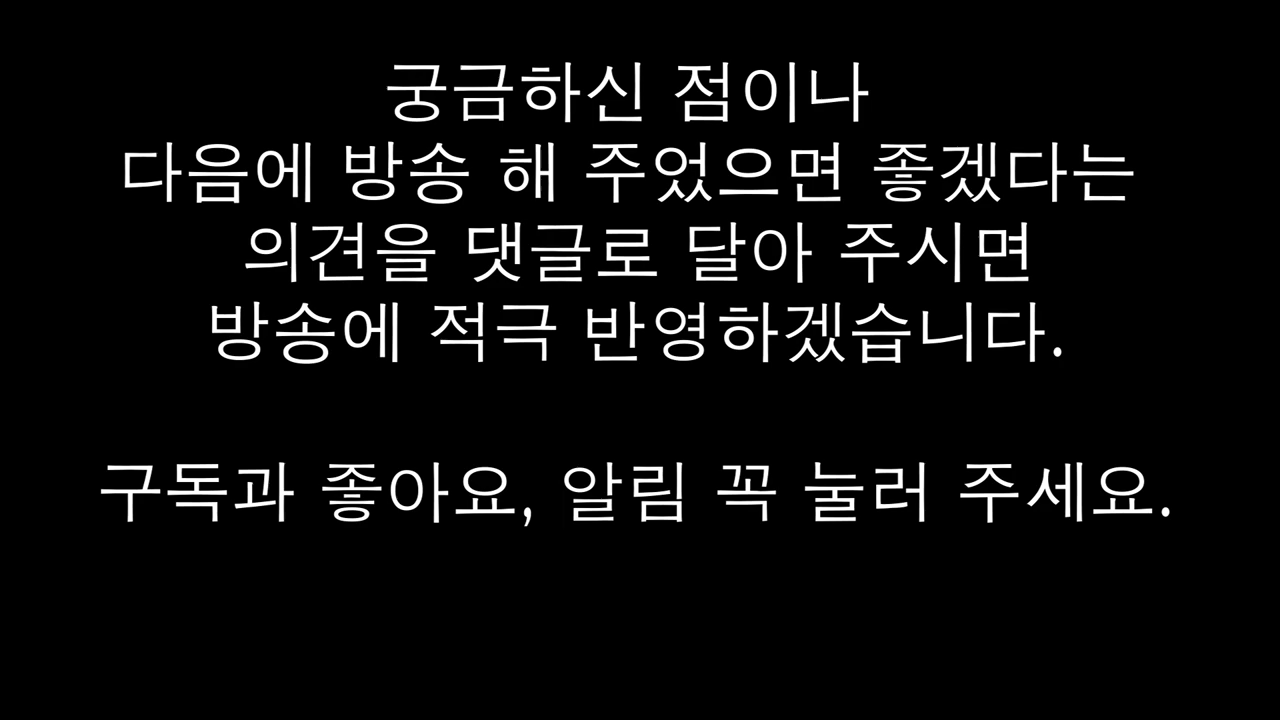 궁금하신 점이나
다음에 방송 해 주었으면 좋겠다는
의견을 댓글로 달아 주시면
방송에 적극 반영하겠습니다.
구독과 좋아요, 알림 꼭 눌러 주세요.